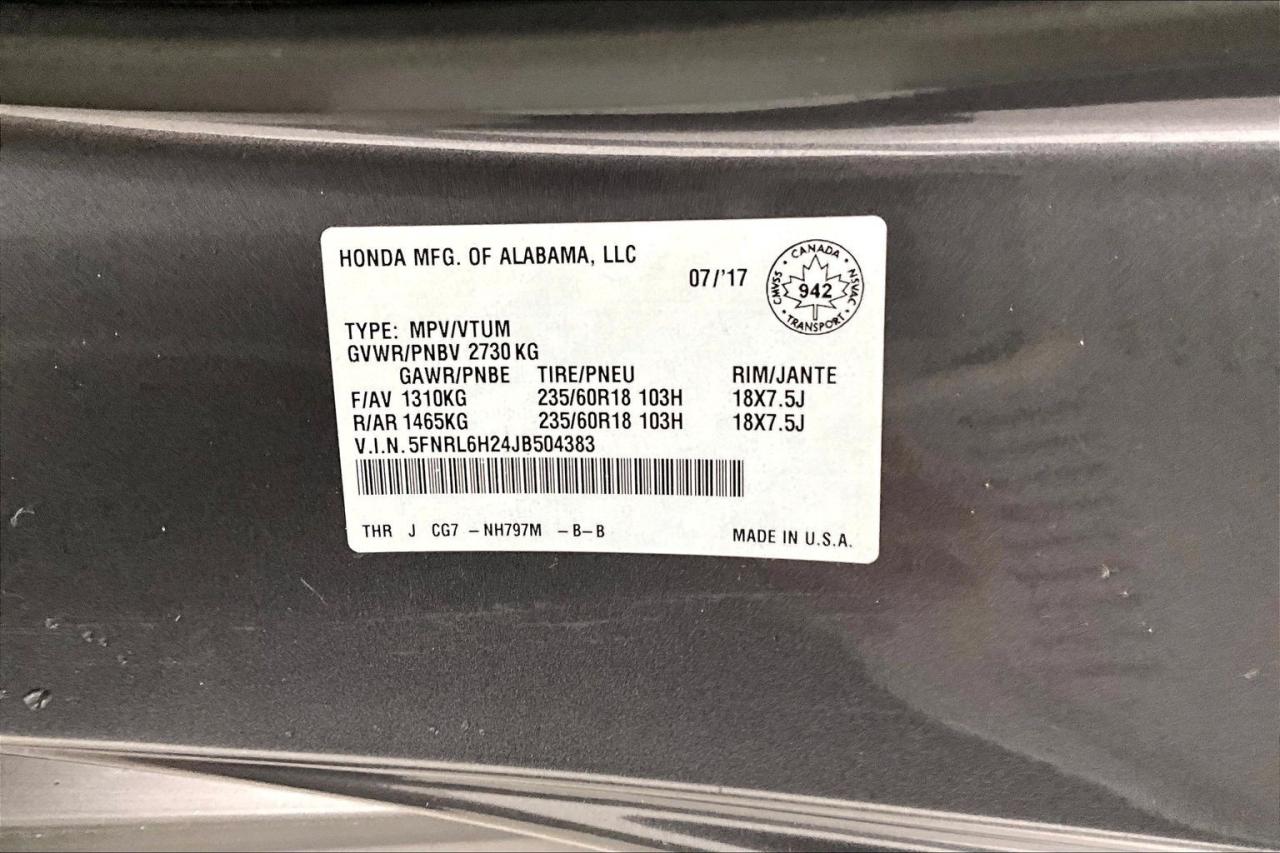 HONDA MFG. OF ALABAMA, LLC
07/'17
CANADA
CMVSS
942
NSVAC
TRANSPORT
TYPE: MPV/VTUM
GVWR/PNBV 2730 KG
GAWR/PNBE TIRE/PNEU RIM/JANTE
F/AV 1310KG 235/60R18 103H 18X7.5J
R/AR 1465KG 235/60R18 103H 18X7.5J
V.I.N. 5FNRL6H24JB504383
THR J CG7 – NH797M – B – B
MADE IN U.S.A.